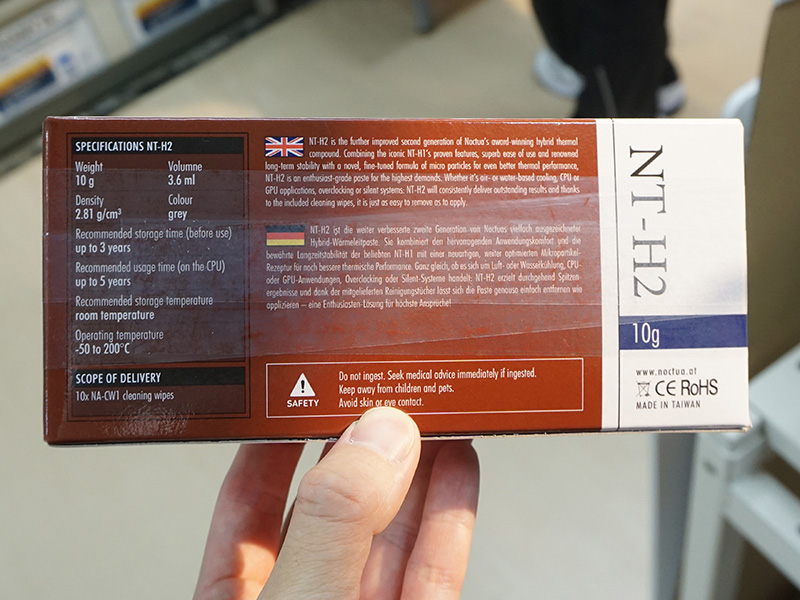 SPECIFICATIONS NT-H2
Weight
10 g
Volumne
3.6 ml
Density
2.81 g/cm³
Colour
grey
Recommended storage time (before use)
up to 3 years
Recommended usage time (on the CPU)
up to 5 years
Recommended storage temperature
room temperature
Operating temperature
-50 to 200°C
SCOPE OF DELIVERY
10x NA-CW1 cleaning wipes
NT-H2 is the further improved second generation of Noctua's award-winning hybrid thermal
compound. Combining the iconic NT-H1's proven features, superb ease of use and renowned
long-term stability with a novel, fine-tuned formula of micro particles for even better thermal performance,
NT-H2 is an enthusiast-grade paste for the highest demands. Whether it's air- or water-based cooling, CPU or
GPU applications, overclocking or silent systems: NT-H2 will consistently deliver outstanding results and thanks
to the included cleaning wipes, it is just as easy to remove as to apply.
NT-H2 ist die weiter verbesserte zweite Generation von Noctuas vielfach ausgezeichneter
Hybrid-Wärmeleitpaste. Sie kombiniert den hervorragenden Anwendungskomfort und die
bewährte Langzeitstabilität der beliebten NT-H1 mit einer neuartigen, weiter optimierten Mikropartikel-
Rezeptur für noch bessere thermische Performance. Ganz gleich, ob es sich um Luft- oder Wasserkühlung, CPU-
oder GPU-Anwendungen, Overclocking oder Silent-Systeme handelt: NT-H2 erzielt durchgehend Spitzen-
ergebnisse und dank der mitgelieferten Reinigungstücher lässt sich die Paste genauso einfach entfernen wie
applizieren – eine Enthusiasten-Lösung für höchste Ansprüche!
SAFETY
Do not ingest. Seek medical advice immediately if ingested.
Keep away from children and pets.
Avoid skin or eye contact.
NT-H2
10g
www.noctua.at
CE RoHS
MADE IN TAIWAN